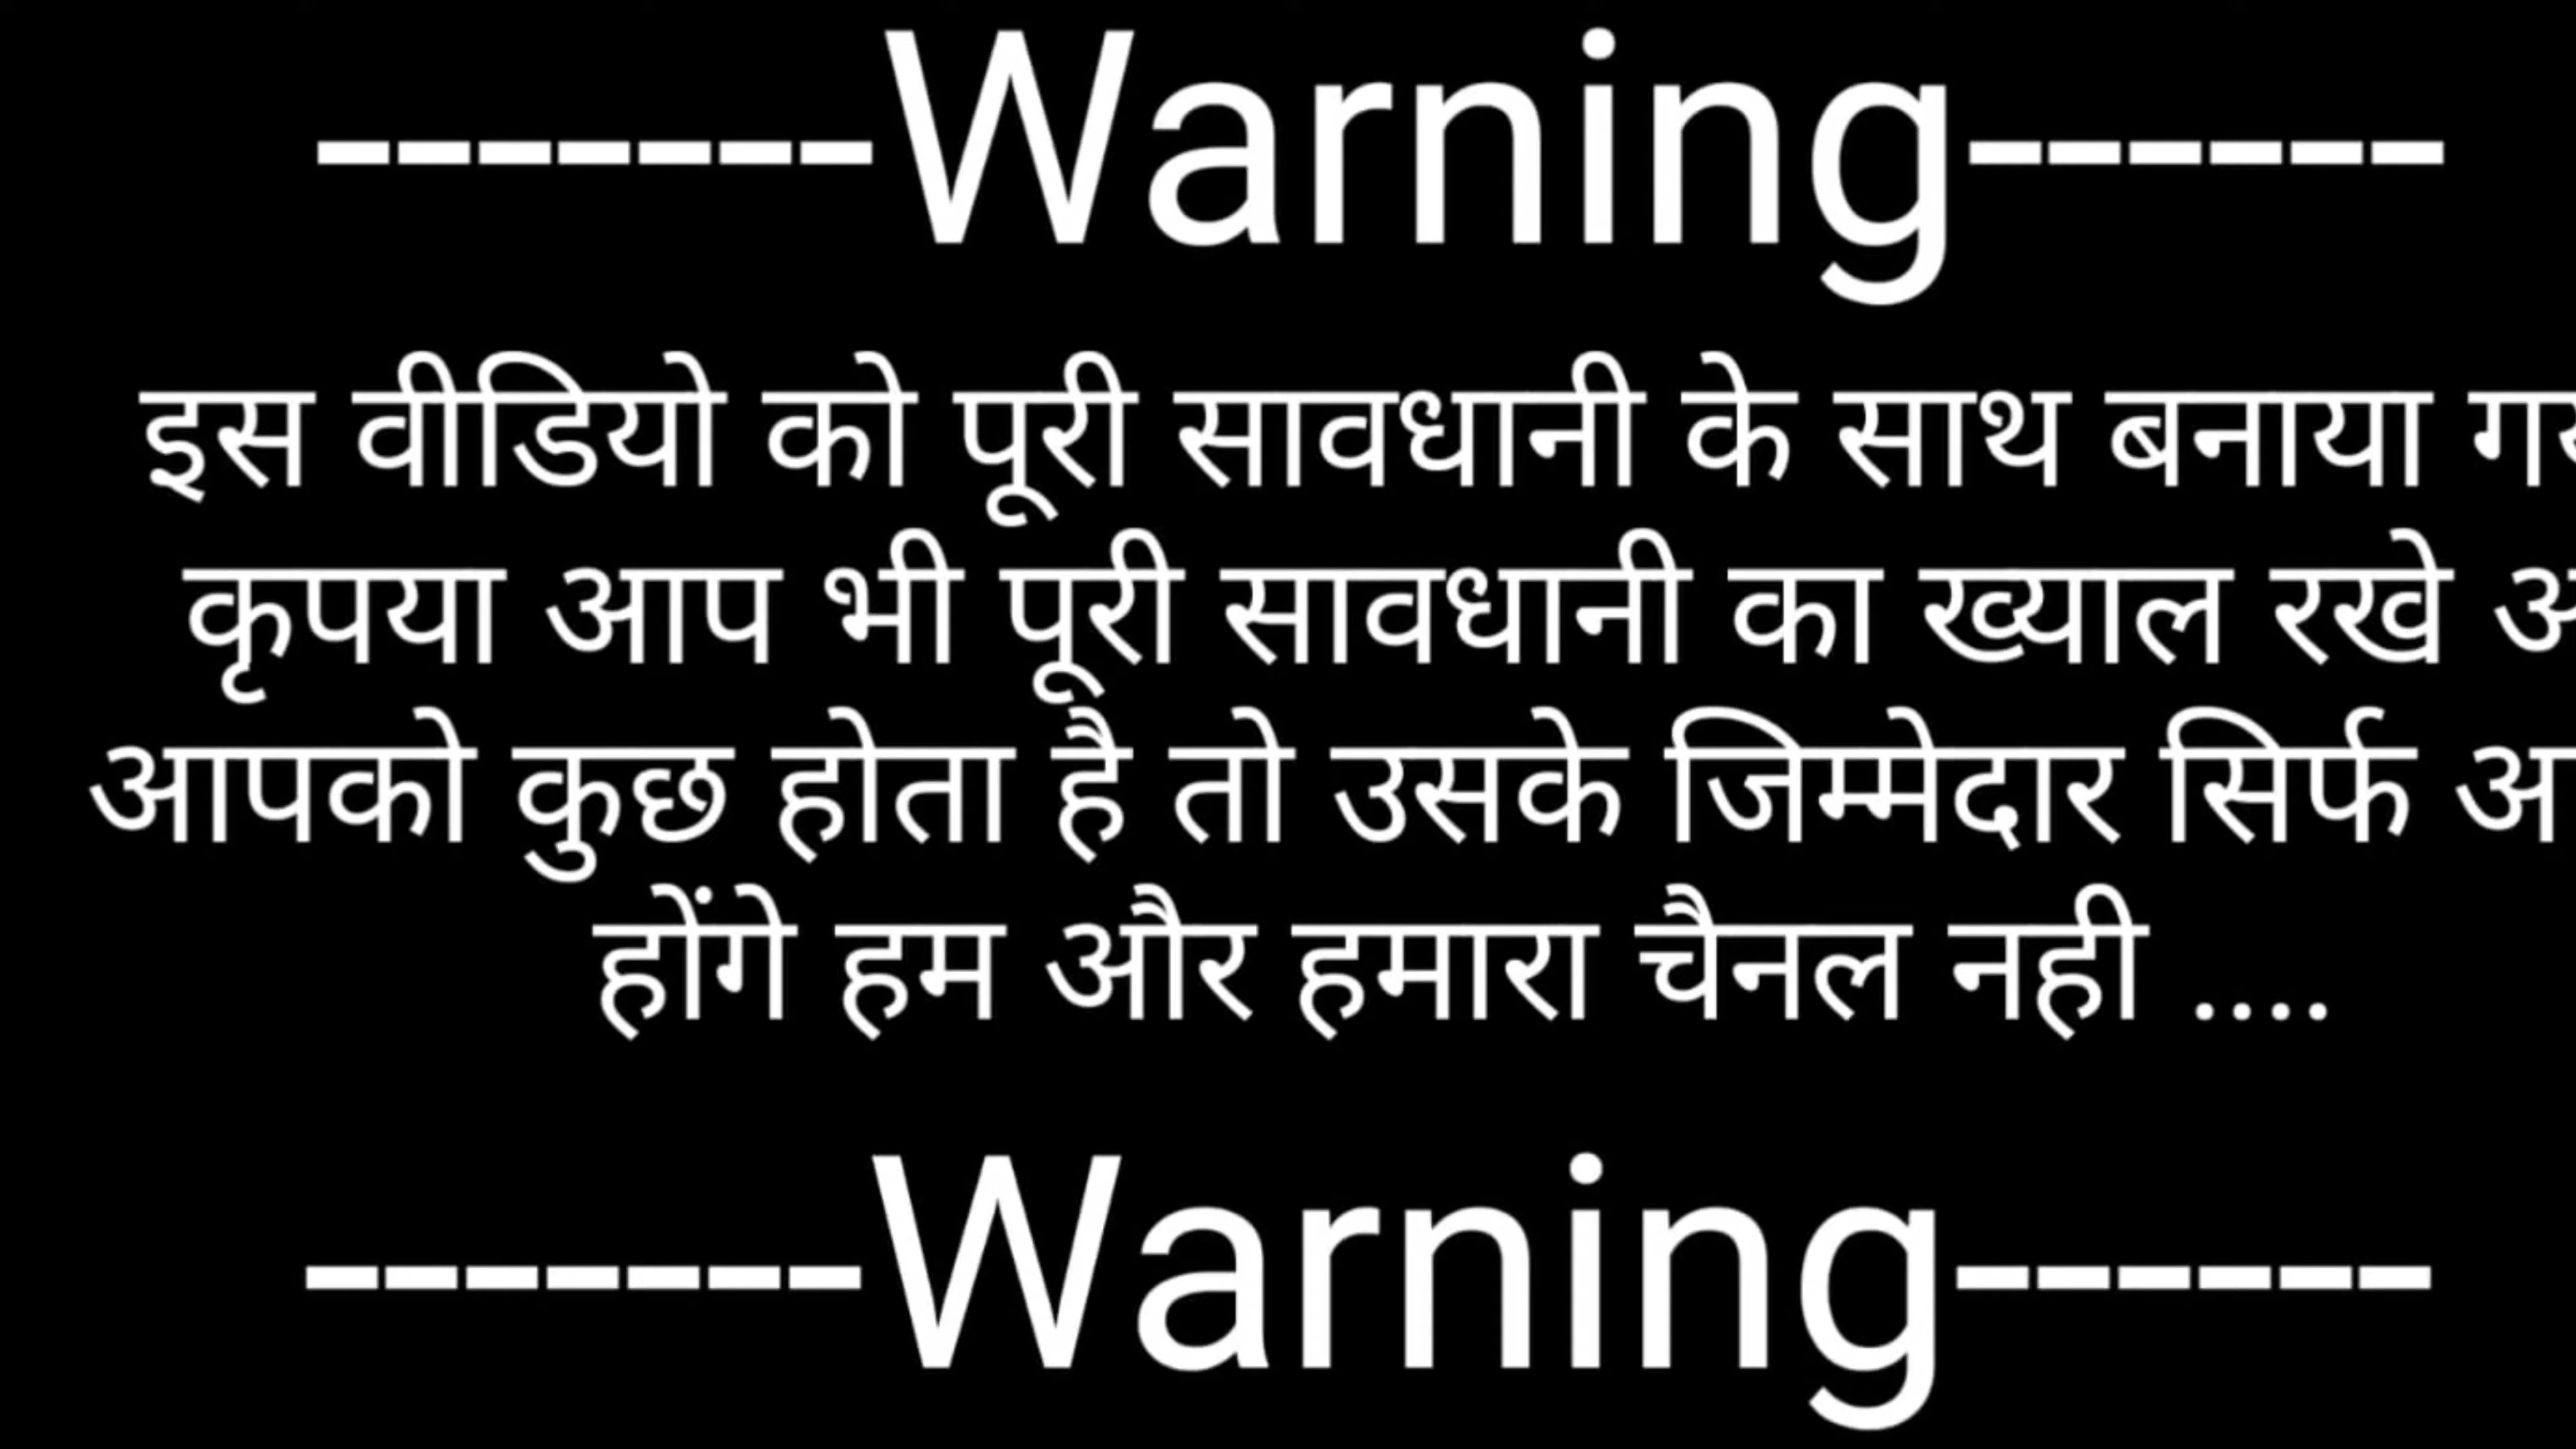 -------Warning------
इस वीडियो को पूरी सावधानी के साथ बनाया
कृपया आप भी पूरी सावधानी का ख्याल रखे
आपको कुछ होता है तो उसके जिम्मेदार सिर्फ
होंगे हम और हमारा चैनल नही ....
-------Warning------